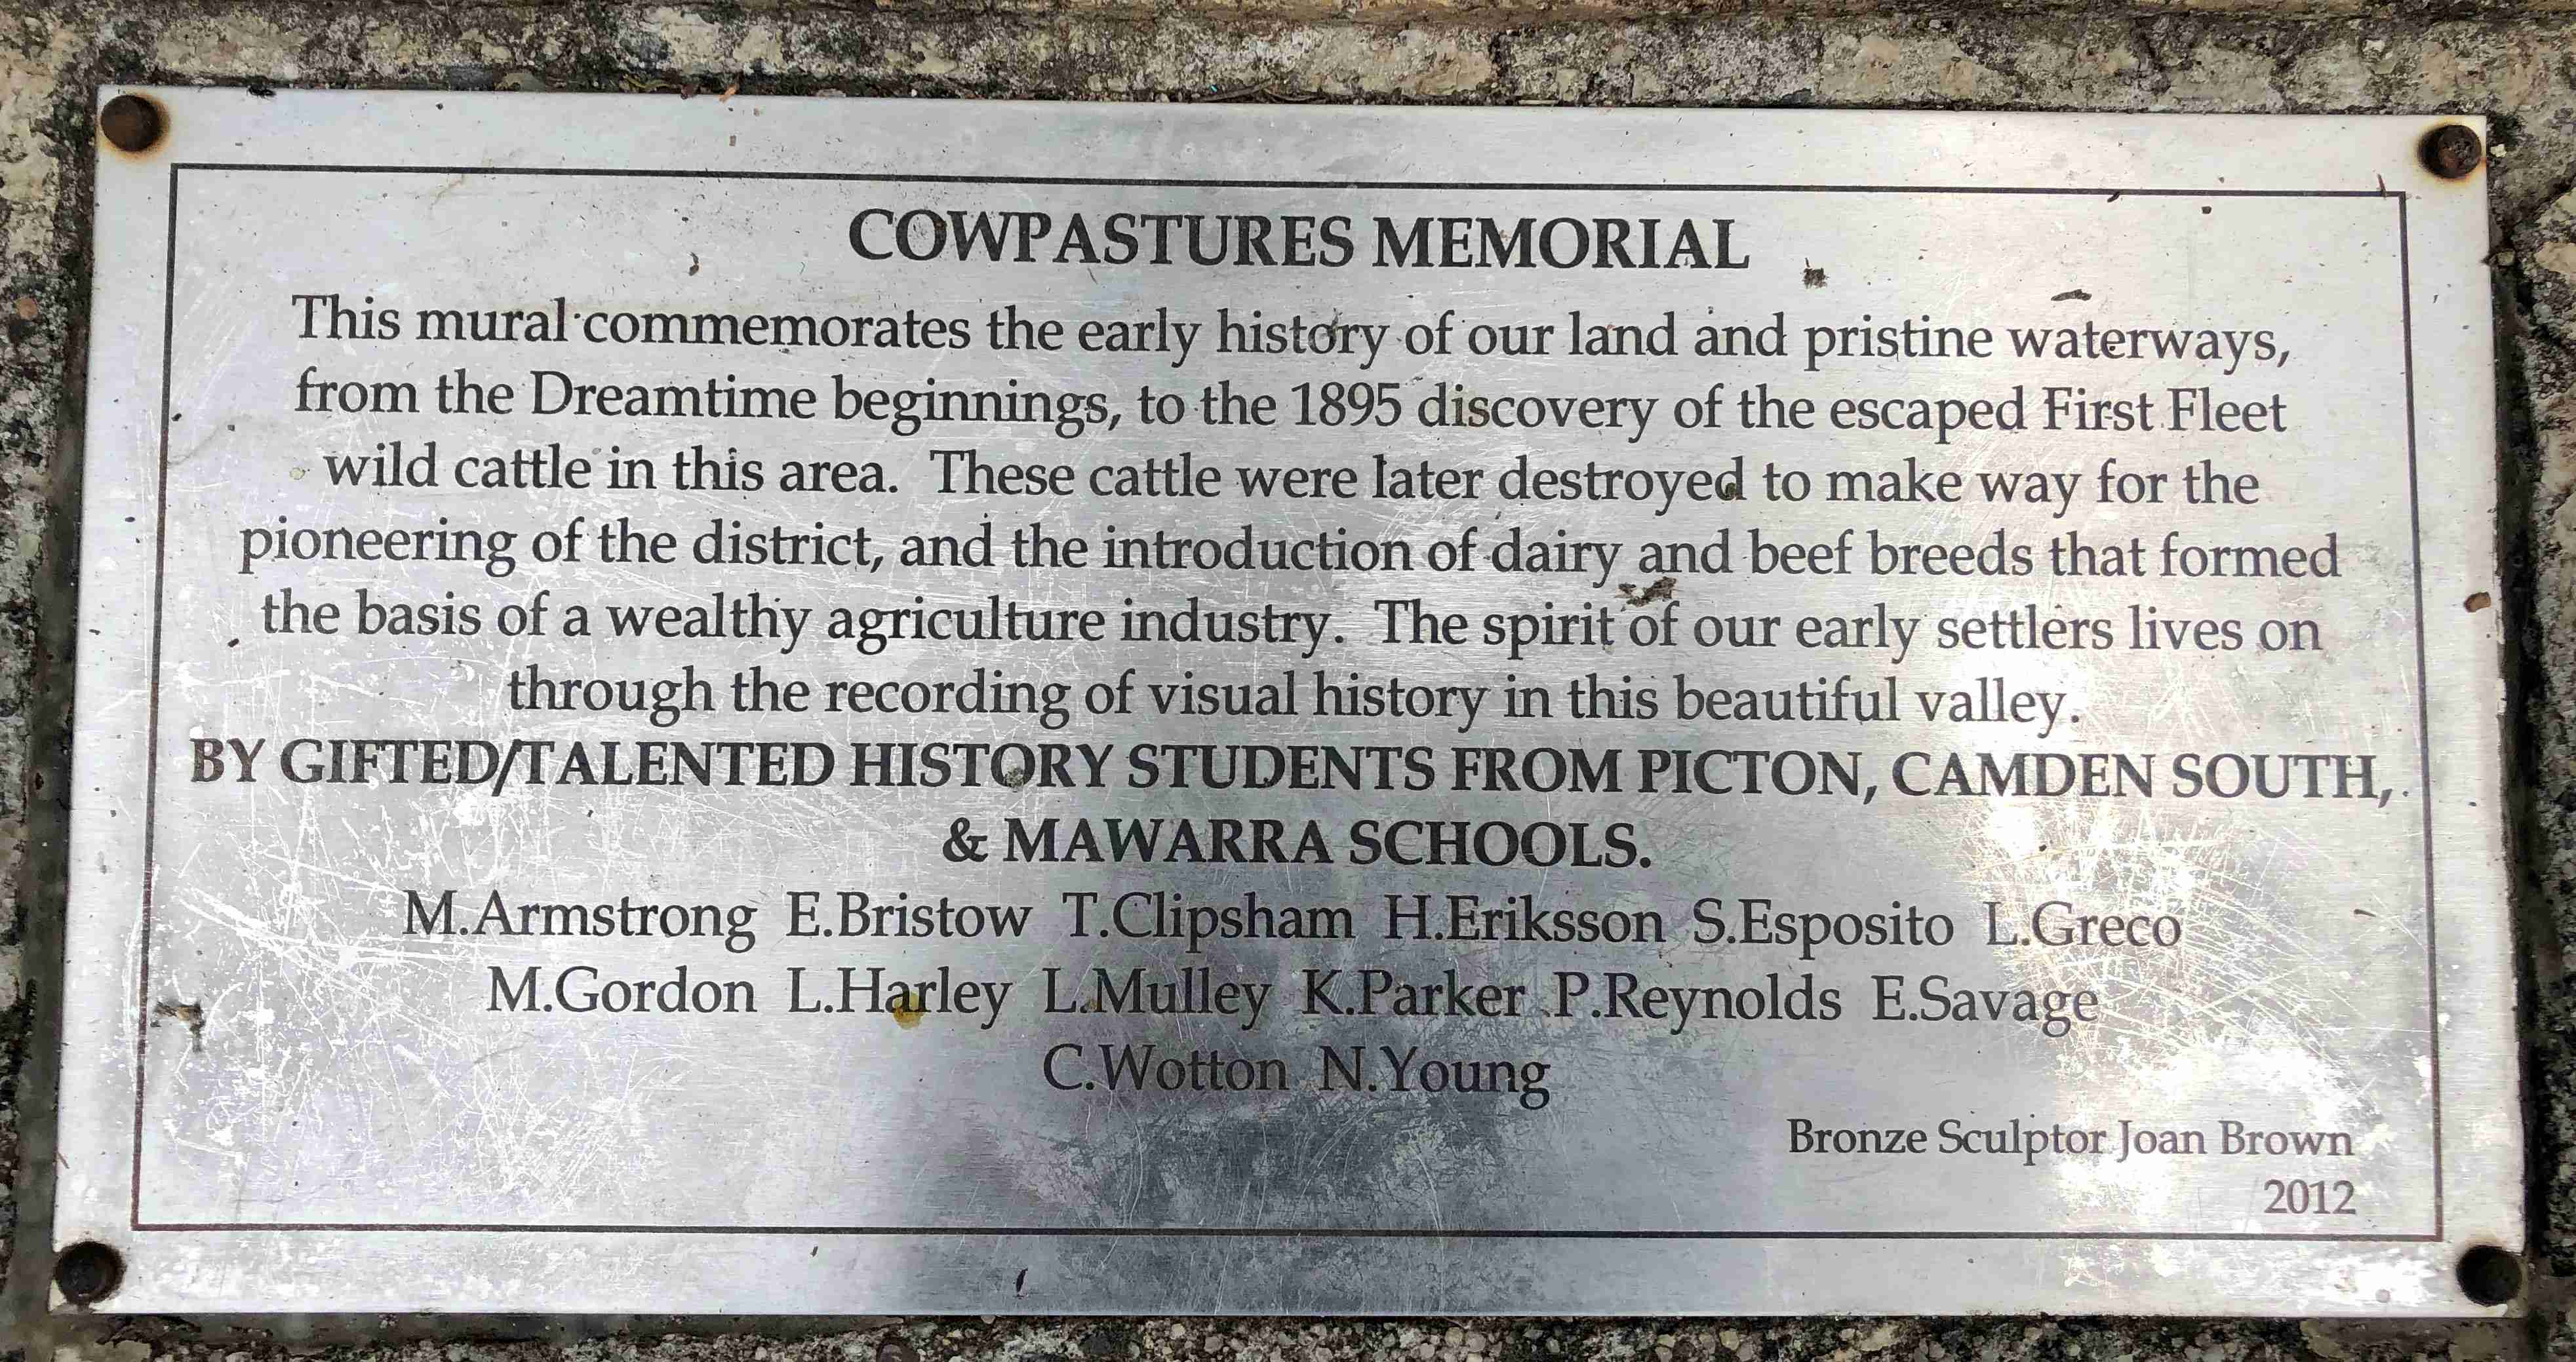 COWPASTURES MEMORIAL
This mural commemorates the early history of our land and pristine waterways,
from the Dreamtime beginnings, to the 1895 discovery of the escaped First Fleet
wild cattle in this area. These cattle were later destroyed to make way for the
pioneering of the district, and the introduction of dairy and beef breeds that formed
the basis of a wealthy agriculture industry. The spirit of our early settlers lives on
through the recording of visual history in this beautiful valley.
BY GIFTED/TALENTED HISTORY STUDENTS FROM PICTON, CAMDEN SOUTH,
& MAWARRA SCHOOLS.
M.Armstrong E.Bristow T.Clipsham H.Eriksson S.Esposito L.Greco
M.Gordon L.Harley L.Mulley K.Parker P.Reynolds E.Savage
C.Wotton N.Young
Bronze Sculptor Joan Brown
2012